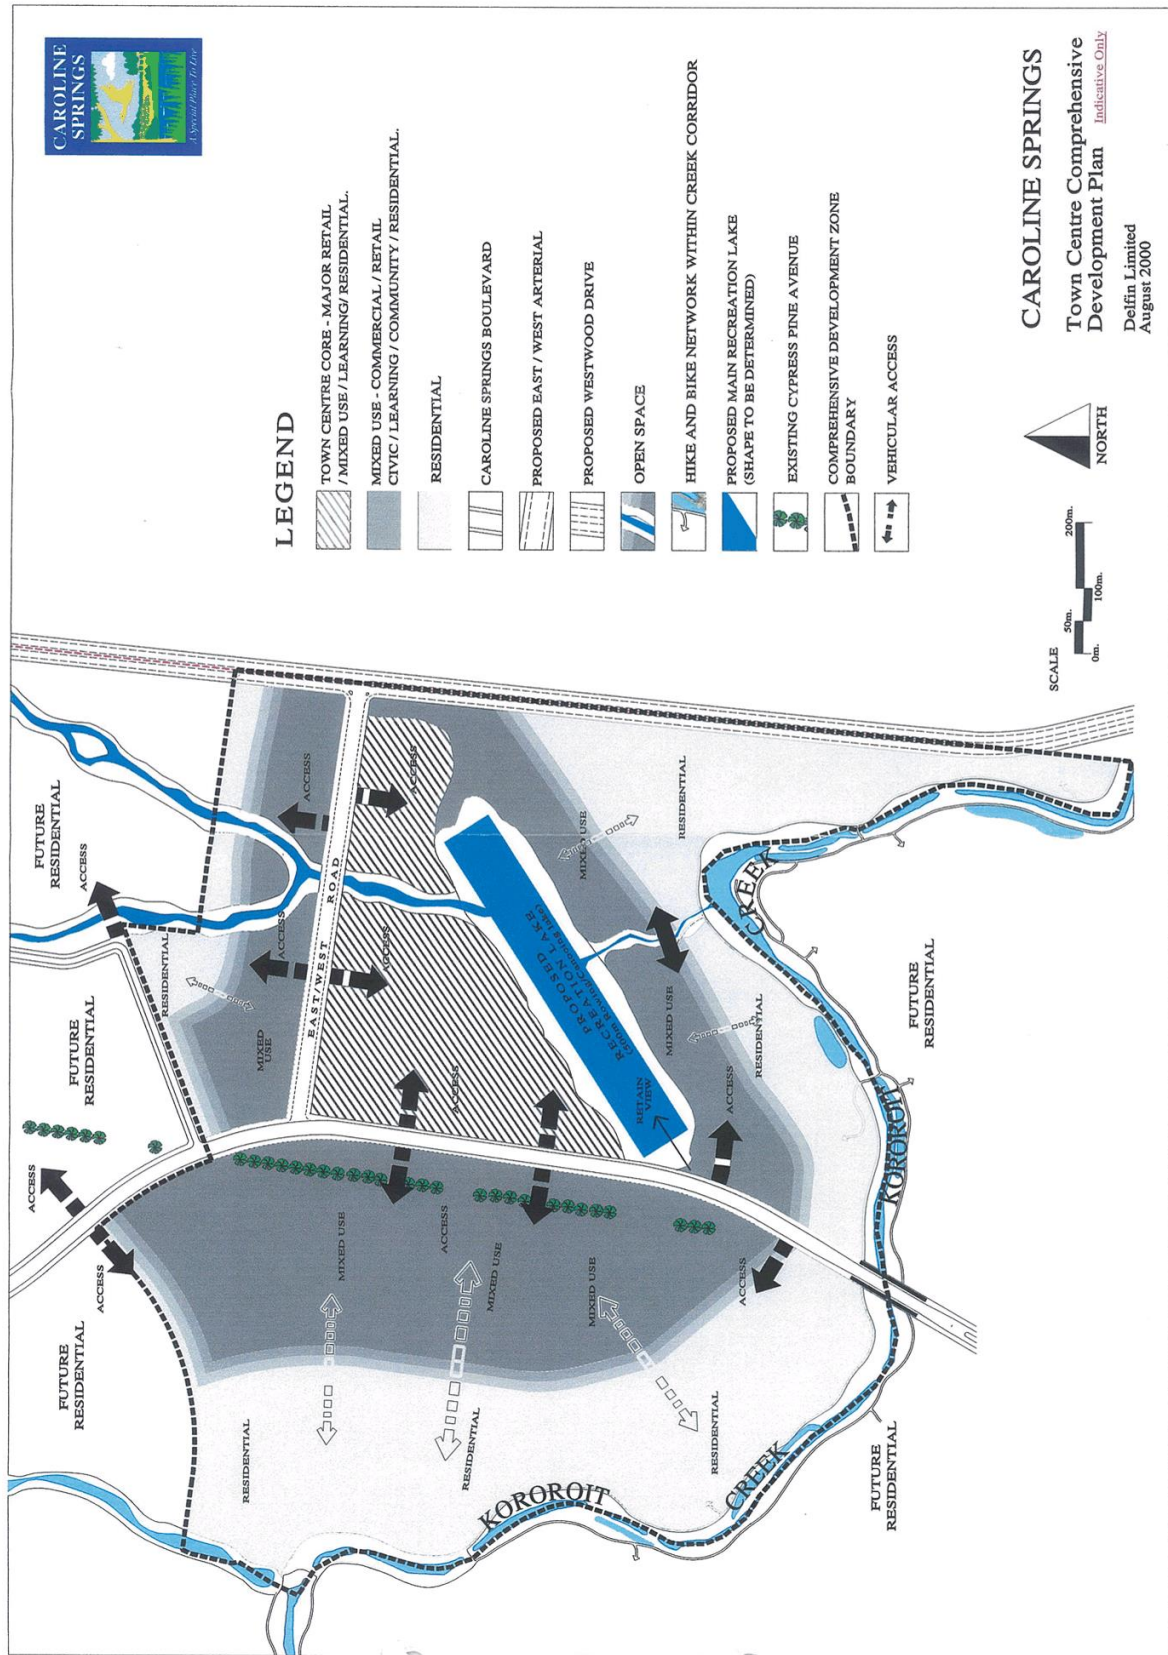 CAROLINE
SPRINGS
A Special Place To Live
LEGEND
TOWN CENTRE CORE - MAJOR RETAIL
/ MIXED USE / LEARNING/ RESIDENTIAL.
MIXED USE - COMMERCIAL / RETAIL
CIVIC / LEARNING / COMMUNITY / RESIDENTIAL.
RESIDENTIAL
CAROLINE SPRINGS BOULEVARD
PROPOSED EAST / WEST ARTERIAL
PROPOSED WESTWOOD DRIVE
OPEN SPACE
HIKE AND BIKE NETWORK WITHIN CREEK CORRIDOR
PROPOSED MAIN RECREATION LAKE
(SHAPE TO BE DETERMINED)
EXISTING CYPRESS PINE AVENUE
COMPREHENSIVE DEVELOPMENT ZONE
BOUNDARY
VEHICULAR ACCESS
CAROLINE SPRINGS
Town Centre Comprehensive
Development Plan
Indicative Only
Delfin Limited
August 2000
NORTH
SCALE
0m.
50m.
100m.
200m.
FUTURE
RESIDENTIAL
ACCESS
ACCESS
FUTURE
RESIDENTIAL
FUTURE
RESIDENTIAL
ACCESS
RESIDENTIAL
MIXED
USE
ACCESS
ACCESS
EAST/WEST ROAD
ACCESS
ACCESS
ACCESS
MIXED USE
ACCESS
MIXED USE
MIXED USE
ACCESS
RESIDENTIAL
RESIDENTIAL
RESIDENTIAL
PROPOSED
RECREATION LAKE
(500m Rowing/Canoeing lake)
RETAIN
VIEW
MIXED USE
RESIDENTIAL
MIXED USE
RESIDENTIAL
ACCESS
KOROROIT
CREEK
KOROROIT
CREEK
FUTURE
RESIDENTIAL
FUTURE
RESIDENTIAL